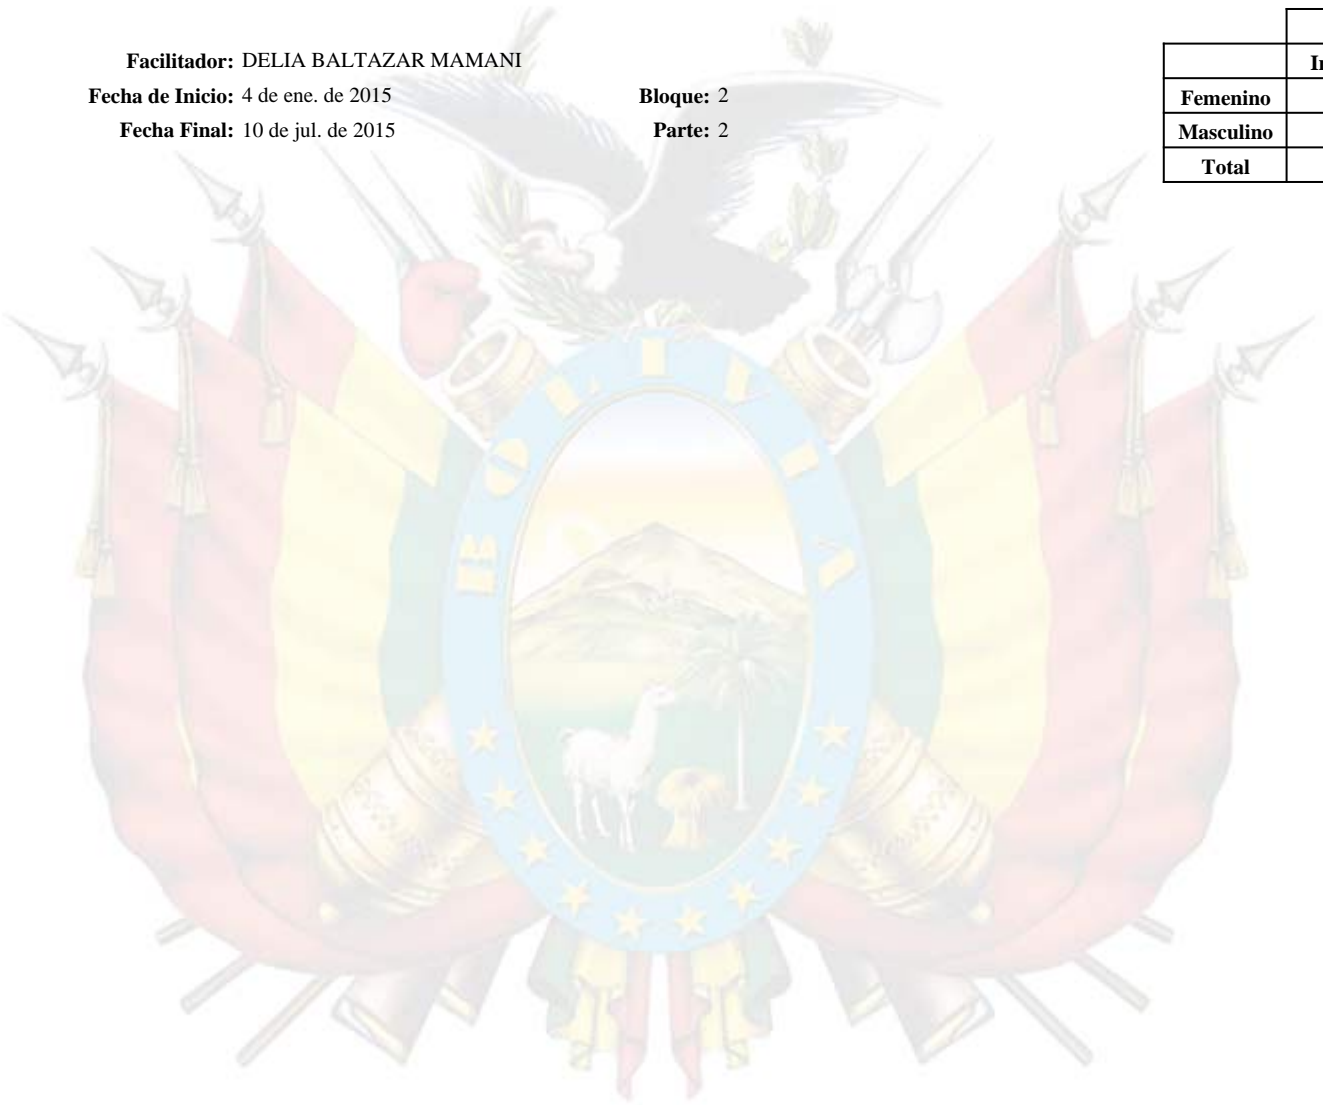 Facilitador: DELIA BALTAZAR MAMANI
Fecha de Inicio: 4 de ene. de 2015 Bloque: 2
Fecha Final: 10 de jul. de 2015 Parte: 2
Femenino
Masculino
Total
BOLIVIA